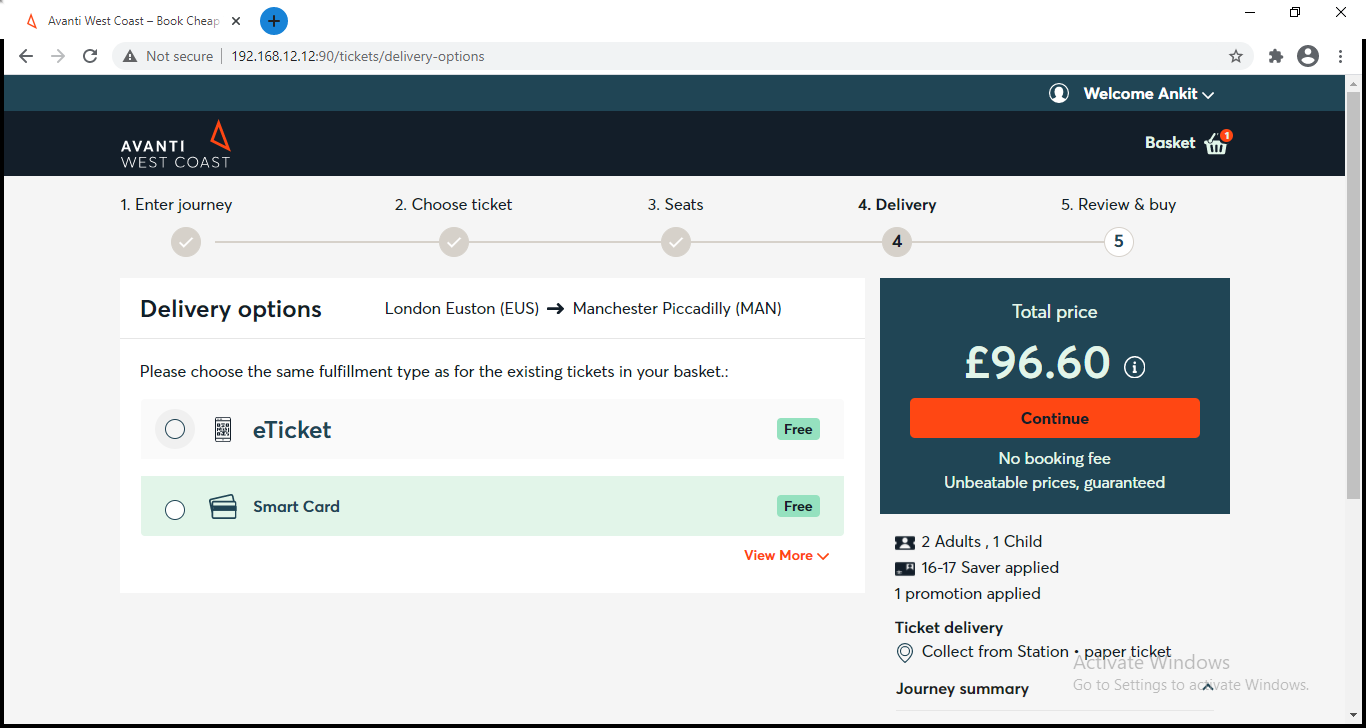 Avanti West Coast – Book Cheap
Not secure 192.168.12.12:90/tickets/delivery-options
Welcome Ankit
AVANTI
WEST COAST
Basket 1
1. Enter journey 2. Choose ticket 3. Seats 4. Delivery 5. Review & buy
4 5
Delivery options London Euston (EUS) → Manchester Piccadilly (MAN)
Please choose the same fulfillment type as for the existing tickets in your basket.:
eTicket Free
Smart Card Free
View More
Total price
£96.60
Continue
No booking fee
Unbeatable prices, guaranteed
2 Adults , 1 Child
16-17 Saver applied
1 promotion applied
Ticket delivery
Collect from Station • paper ticket
Journey summary
Activate Windows
Go to Settings to activate Windows.